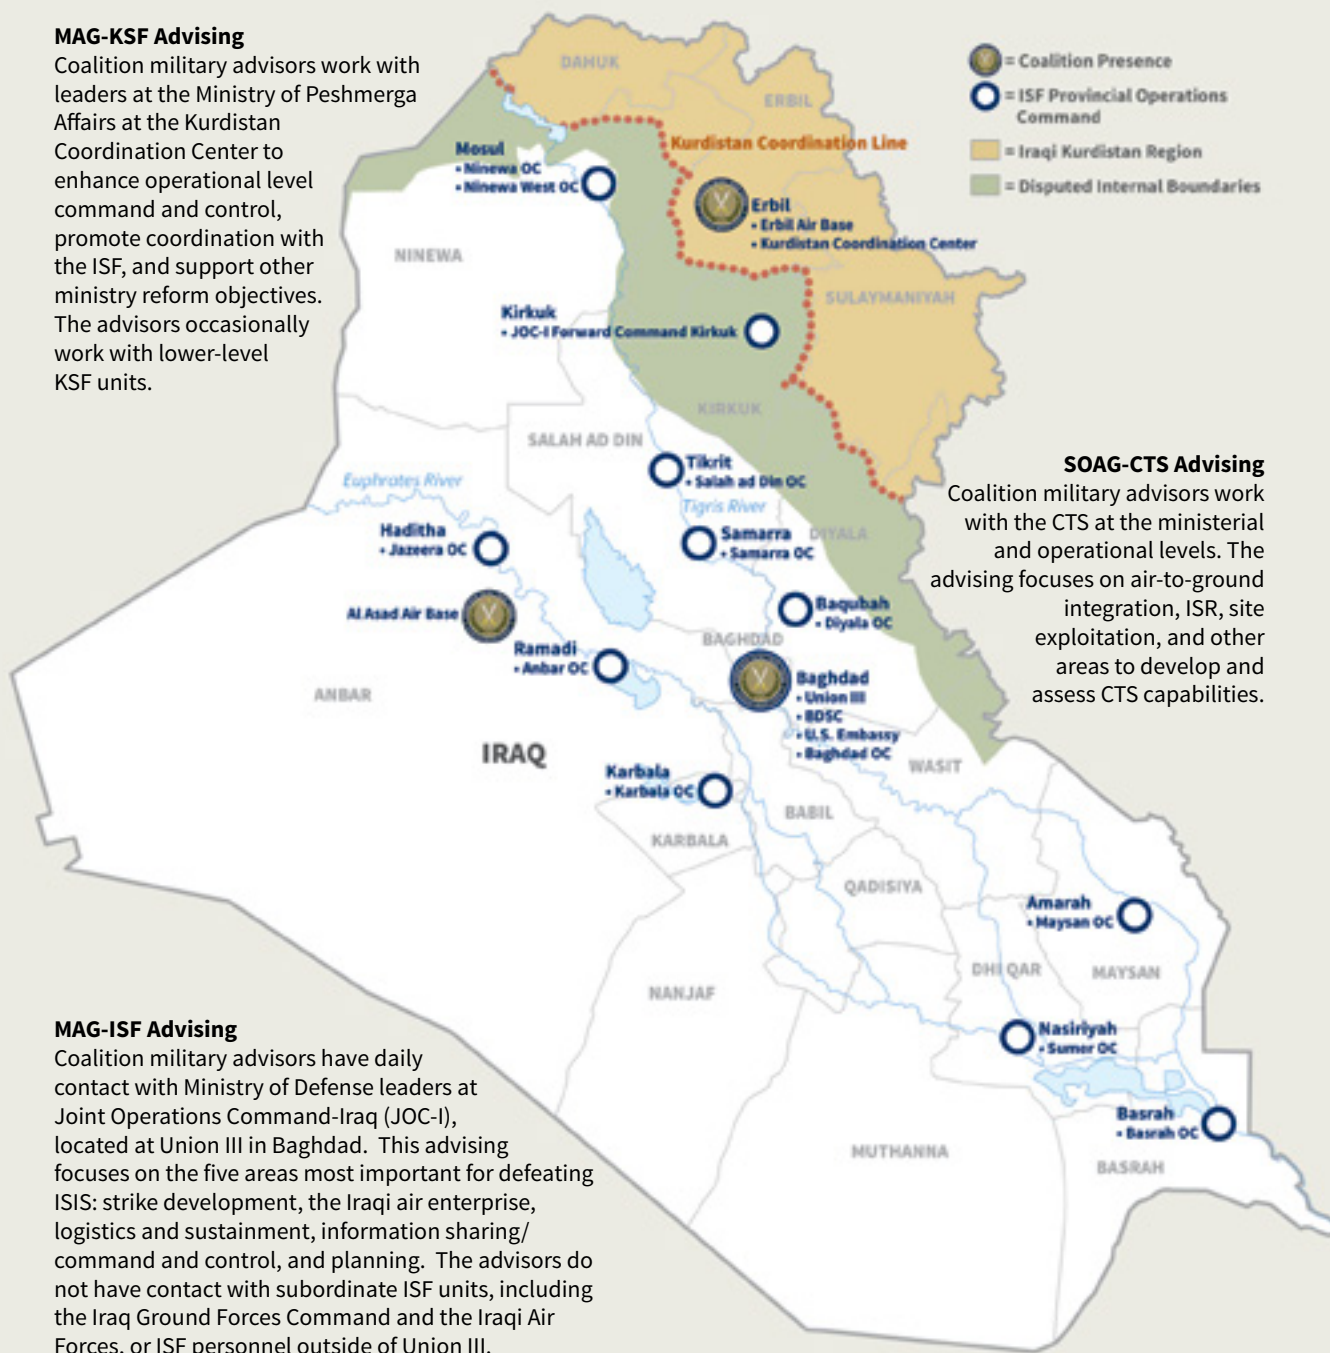 MAG-KSF Advising
Coalition military advisors work with
leaders at the Ministry of Peshmerga
Affairs at the Kurdistan
Coordination Center to
enhance operational level
command and control,
promote coordination with
the ISF, and support other
ministry reform objectives.
The advisors occasionally
work with lower-level
KSF units.
= Coalition Presence
= ISF Provincial Operations
Command
= Iraqi Kurdistan Region
= Disputed Internal Boundaries
DAHUK
ERBIL
Kurdistan Coordination Line
Mosul
• Ninewa OC
• Ninewa West OC
Erbil
• Erbil Air Base
• Kurdistan Coordination Center
NINEWA
SULAYMANIYAH
Kirkuk
• JOC-I Forward Command Kirkuk
KIRKUK
SALAH AD DIN
Tikrit
• Salah ad Din OC
Euphrates River
Tigris River
Haditha
• Jazeera OC
Samarra
• Samarra OC
DIYALA
Al Asad Air Base
Baqubah
• Diyala OC
BAGHDAD
Ramadi
• Anbar OC
Baghdad
• Union III
• BDSC
• U.S. Embassy
• Baghdad OC
ANBAR
IRAQ
WASIT
Karbala
• Karbala OC
BABIL
KARBALA
QADISIYA
Amarah
• Maysan OC
DHI QAR
MAYSAN
NANJAF
Nasiriyah
• Sumer OC
Basrah
• Basrah OC
MUTHANNA
BASRAH
SOAG-CTS Advising
Coalition military advisors work
with the CTS at the ministerial
and operational levels. The
advising focuses on air-to-ground
integration, ISR, site
exploitation, and other
areas to develop and
assess CTS capabilities.
MAG-ISF Advising
Coalition military advisors have daily
contact with Ministry of Defense leaders at
Joint Operations Command-Iraq (JOC-I),
located at Union III in Baghdad. This advising
focuses on the five areas most important for defeating
ISIS: strike development, the Iraqi air enterprise,
logistics and sustainment, information sharing/
command and control, and planning. The advisors do
not have contact with subordinate ISF units, including
the Iraq Ground Forces Command and the Iraqi Air
Forces, or ISF personnel outside of Union III.